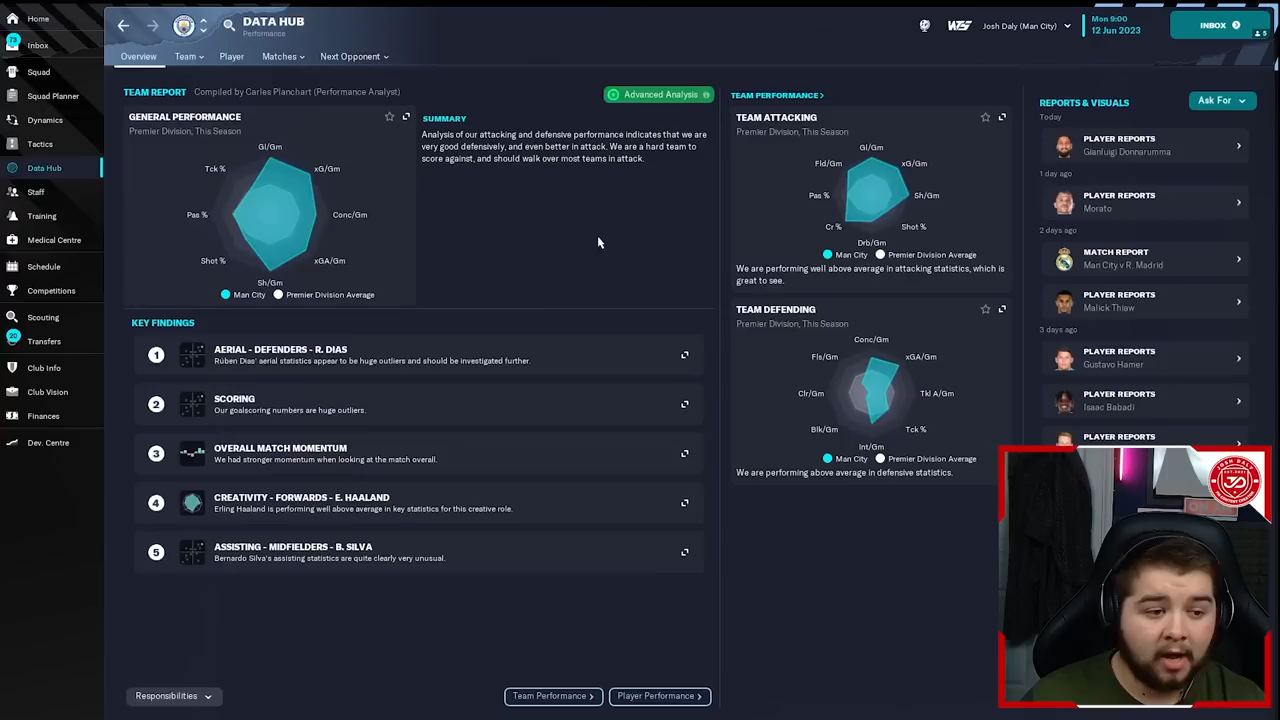 Home
73
Inbox
Squad
Squad Planner
Dynamics
Tactics
Data Hub
Staff
Training
Medical Centre
Schedule
Competitions
Scouting
20
Transfers
Club Info
Club Vision
Finances
Dev. Centre
DATA HUB
Performance
Josh Daly (Man City)
Mon 9:00
12 Jun 2023
INBOX
5
Overview
Team
Player
Matches
Next Opponent
TEAM REPORT Compiled by Carles Planchart (Performance Analyst)
Advanced Analysis
GENERAL PERFORMANCE
Premier Division, This Season
Gl/Gm
Tck %
xG/Gm
Pas %
Conc/Gm
Shot %
xGA/Gm
Sh/Gm
Man City
Premier Division Average
SUMMARY
Analysis of our attacking and defensive performance indicates that we are
very good defensively, and even better in attack. We are a hard team to
score against, and should walk over most teams in attack.
KEY FINDINGS
1
AERIAL - DEFENDERS - R. DIAS
Rúben Dias' aerial statistics appear to be huge outliers and should be investigated further.
2
SCORING
Our goalscoring numbers are huge outliers.
3
OVERALL MATCH MOMENTUM
We had stronger momentum when looking at the match overall.
4
CREATIVITY - FORWARDS - E. HAALAND
Erling Haaland is performing well above average in key statistics for this creative role.
5
ASSISTING - MIDFIELDERS - B. SILVA
Bernardo Silva's assisting statistics are quite clearly very unusual.
Responsibilities
Team Performance >
Player Performance >
TEAM PERFORMANCE >
TEAM ATTACKING
Premier Division, This Season
Gl/Gm
Fld/Gm
xG/Gm
Pas %
Sh/Gm
Cr %
Shot %
Drb/Gm
Man City
Premier Division Average
We are performing well above average in attacking statistics, which is
great to see.
TEAM DEFENDING
Premier Division, This Season
Conc/Gm
Fls/Gm
xGA/Gm
Clr/Gm
Tkl A/Gm
Blk/Gm
Tck %
Int/Gm
Man City
Premier Division Average
We are performing above average in defensive statistics.
REPORTS & VISUALS
Ask For
Today
PLAYER REPORTS
Gianluigi Donnarumma
1 day ago
PLAYER REPORTS
Morato
2 days ago
MATCH REPORT
Man City v R. Madrid
PLAYER REPORTS
Malick Thiaw
3 days ago
PLAYER REPORTS
Gustavo Hamer
PLAYER REPORTS
Isaac Babadi
PLAYER REPORTS
JOSH DALY
JD